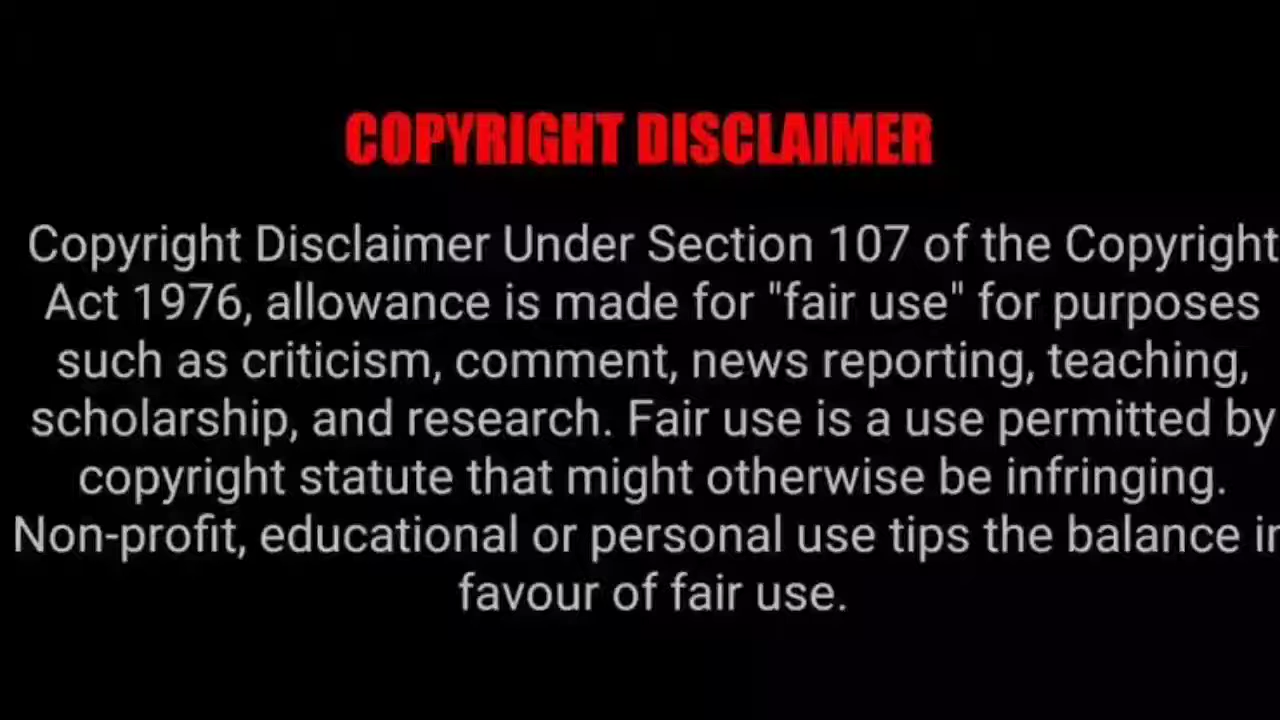 COPYRIGHT DISCLAIMER
Copyright Disclaimer Under Section 107 of the Copyright
Act 1976, allowance is made for "fair use" for purposes
such as criticism, comment, news reporting, teaching,
scholarship, and research. Fair use is a use permitted by
copyright statute that might otherwise be infringing.
Non-profit, educational or personal use tips the balance in
favour of fair use.